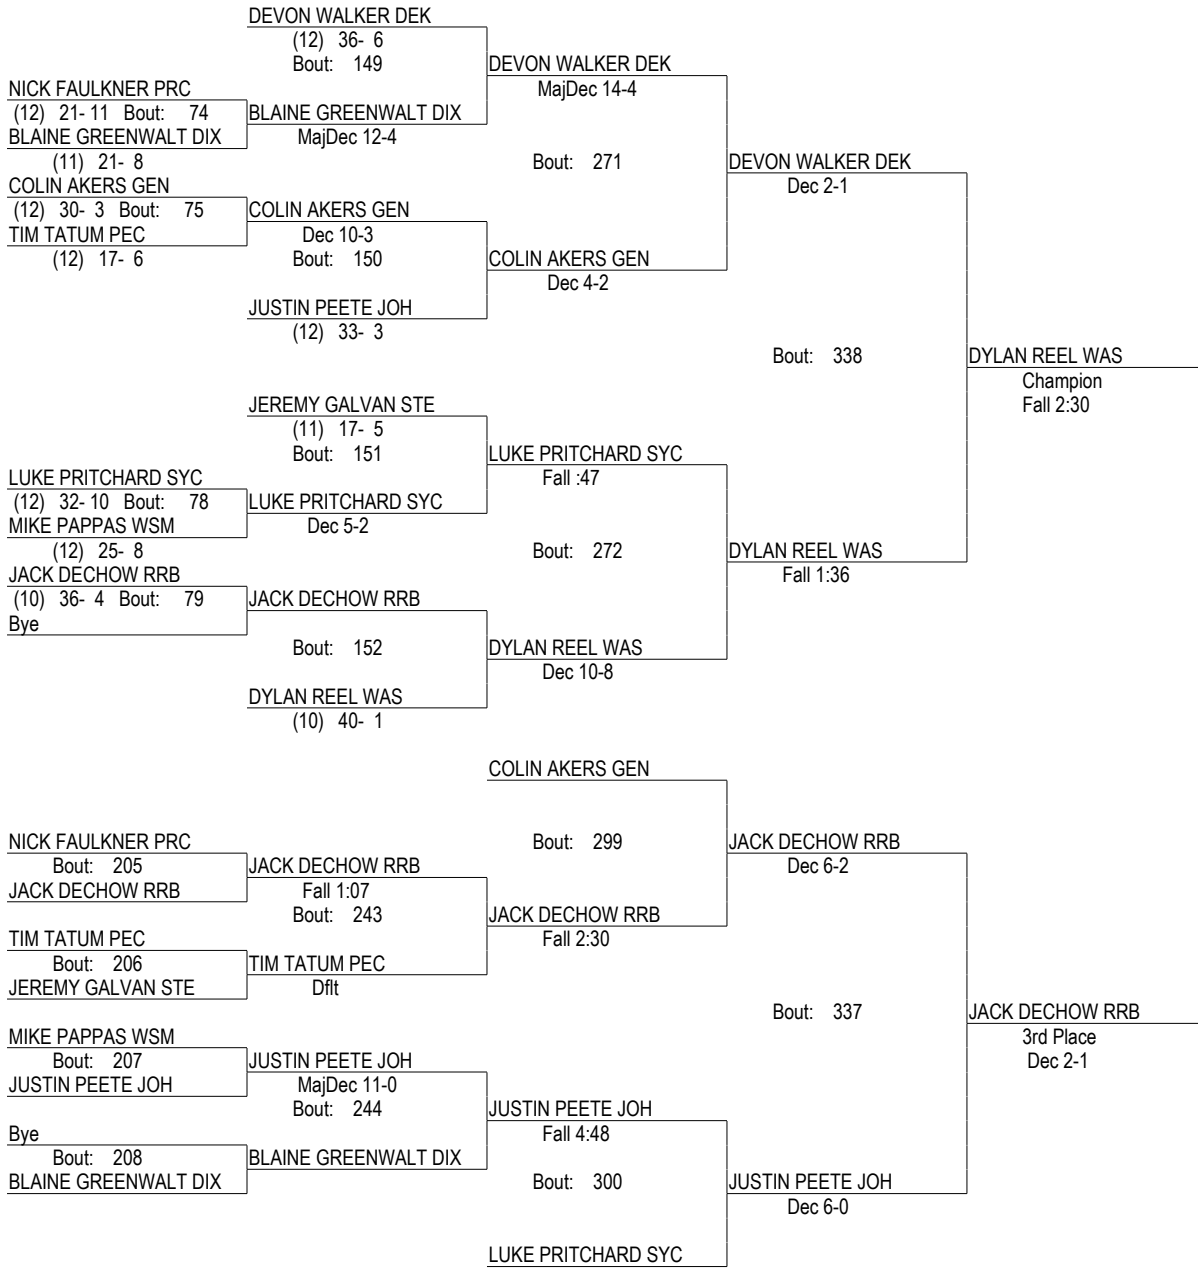 DEVON WALKER DEK
(12) 36- 6
Bout: 149
DEVON WALKER DEK
MajDec 14-4
NICK FAULKNER PRC
(12) 21- 11 Bout: 74
BLAINE GREENWALT DIX
BLAINE GREENWALT DIX
MajDec 12-4
(11) 21- 8
Bout: 271
DEVON WALKER DEK
Dec 2-1
COLIN AKERS GEN
(12) 30- 3 Bout: 75
COLIN AKERS GEN
TIM TATUM PEC
Dec 10-3
(12) 17- 6
Bout: 150
COLIN AKERS GEN
Dec 4-2
JUSTIN PEETE JOH
(12) 33- 3
Bout: 338
DYLAN REEL WAS
Champion
Fall 2:30
JEREMY GALVAN STE
(11) 17- 5
Bout: 151
LUKE PRITCHARD SYC
Fall :47
LUKE PRITCHARD SYC
(12) 32- 10 Bout: 78
LUKE PRITCHARD SYC
MIKE PAPPAS WSM
Dec 5-2
(12) 25- 8
Bout: 272
DYLAN REEL WAS
Fall 1:36
JACK DECHOW RRB
(10) 36- 4 Bout: 79
JACK DECHOW RRB
Bye
Bout: 152
DYLAN REEL WAS
Dec 10-8
DYLAN REEL WAS
(10) 40- 1
COLIN AKERS GEN
NICK FAULKNER PRC
Bout: 299
JACK DECHOW RRB
Bout: 205
JACK DECHOW RRB
Dec 6-2
JACK DECHOW RRB
Fall 1:07
Bout: 243
JACK DECHOW RRB
Fall 2:30
TIM TATUM PEC
Bout: 206
TIM TATUM PEC
JEREMY GALVAN STE
Dflt
Bout: 337
JACK DECHOW RRB
3rd Place
Dec 2-1
MIKE PAPPAS WSM
Bout: 207
JUSTIN PEETE JOH
JUSTIN PEETE JOH
MajDec 11-0
Bout: 244
JUSTIN PEETE JOH
Fall 4:48
Bye
Bout: 208
BLAINE GREENWALT DIX
BLAINE GREENWALT DIX
Bout: 300
JUSTIN PEETE JOH
Dec 6-0
LUKE PRITCHARD SYC